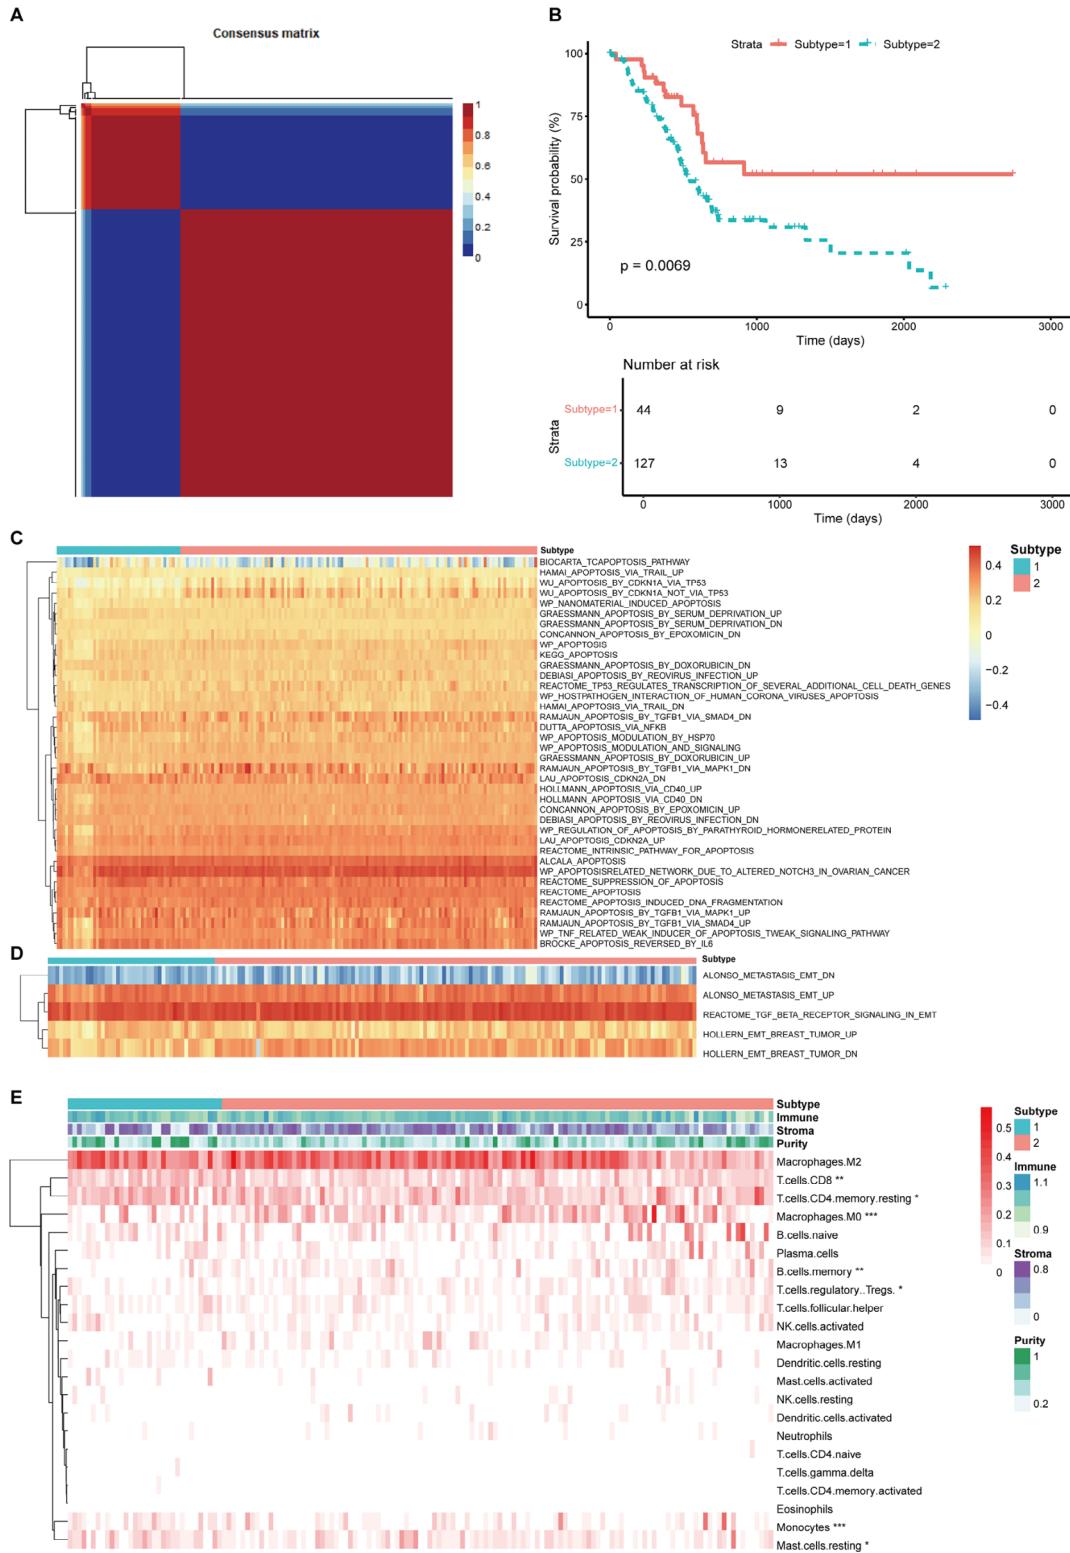 A
Consensus matrix
1
0.8
0.6
0.4
0.2
0
B
Strata Subtype=1 Subtype=2
Survival probability (%)
100
75
50
25
0
p = 0.0069
0 1000 2000 3000
Time (days)
Number at risk
Strata
Subtype=1 44 9 2 0
Subtype=2 127 13 4 0
0 1000 2000 3000
Time (days)
C
Subtype
BIOCARTA_TCAPOPTOSIS_PATHWAY
HAMAI_APOPTOSIS_VIA_TRAIL_UP
WU_APOPTOSIS_BY_CDKN1A_VIA_TP53
WU_APOPTOSIS_BY_CDKN1A_NOT_VIA_TP53
WP_NANOMATERIAL_INDUCED_APOPTOSIS
GRAESSMANN_APOPTOSIS_BY_SERUM_DEPRIVATION_UP
GRAESSMANN_APOPTOSIS_BY_SERUM_DEPRIVATION_DN
CONCANNON_APOPTOSIS_BY_EPOXOMICIN_DN
WP_APOPTOSIS
KEGG_APOPTOSIS
GRAESSMANN_APOPTOSIS_BY_DOXORUBICIN_DN
DEBIASI_APOPTOSIS_BY_REOVIRUS_INFECTION_UP
REACTOME_TP53_REGULATES_TRANSCRIPTION_OF_SEVERAL_ADDITIONAL_CELL_DEATH_GENES
WP_HOSTPATHOGEN_INTERACTION_OF_HUMAN_CORONA_VIRUSES_APOPTOSIS
HAMAI_APOPTOSIS_VIA_TRAIL_DN
RAMJAUN_APOPTOSIS_BY_TGFB1_VIA_SMAD4_DN
DUTTA_APOPTOSIS_VIA_NFKB
WP_APOPTOSIS_MODULATION_BY_HSP70
WP_APOPTOSIS_MODULATION_AND_SIGNALING
GRAESSMANN_APOPTOSIS_BY_DOXORUBICIN_UP
RAMJAUN_APOPTOSIS_BY_TGFB1_VIA_MAPK1_DN
LAU_APOPTOSIS_CDKN2A_DN
HOLLMANN_APOPTOSIS_VIA_CD40_UP
HOLLMANN_APOPTOSIS_VIA_CD40_DN
CONCANNON_APOPTOSIS_BY_EPOXOMICIN_UP
DEBIASI_APOPTOSIS_BY_REOVIRUS_INFECTION_DN
WP_REGULATION_OF_APOPTOSIS_BY_PARATHYROID_HORMONERELATED_PROTEIN
LAU_APOPTOSIS_CDKN2A_UP
REACTOME_INTRINSIC_PATHWAY_FOR_APOPTOSIS
ALCALA_APOPTOSIS
WP_APOPTOSISRELATED_NETWORK_DUE_TO_ALTERED_NOTCH3_IN_OVARIAN_CANCER
REACTOME_SUPPRESSION_OF_APOPTOSIS
REACTOME_APOPTOSIS
REACTOME_APOPTOSIS_INDUCED_DNA_FRAGMENTATION
RAMJAUN_APOPTOSIS_BY_TGFB1_VIA_MAPK1_UP
RAMJAUN_APOPTOSIS_BY_TGFB1_VIA_SMAD4_UP
WP_TNF_RELATED_WEAK_INDUCER_OF_APOPTOSIS_TWEAK_SIGNALING_PATHWAY
BROCKE_APOPTOSIS_REVERSED_BY_IL6
0.4
0.2
0
−0.2
−0.4
Subtype
1
2
D
Subtype
ALONSO_METASTASIS_EMT_DN
ALONSO_METASTASIS_EMT_UP
REACTOME_TGF_BETA_RECEPTOR_SIGNALING_IN_EMT
HOLLERN_EMT_BREAST_TUMOR_UP
HOLLERN_EMT_BREAST_TUMOR_DN
E
Subtype
Immune
Stroma
Purity
Macrophages.M2
T.cells.CD8 **
T.cells.CD4.memory.resting *
Macrophages.M0 ***
B.cells.naive
Plasma.cells
B.cells.memory **
T.cells.regulatory..Tregs. *
T.cells.follicular.helper
NK.cells.activated
Macrophages.M1
Dendritic.cells.resting
Mast.cells.activated
NK.cells.resting
Dendritic.cells.activated
Neutrophils
T.cells.CD4.naive
T.cells.gamma.delta
T.cells.CD4.memory.activated
Eosinophils
Monocytes ***
Mast.cells.resting *
0.5
0.4
0.3
0.2
0.1
0
Subtype
1
2
Immune
1.1
0.9
Stroma
0.8
0
Purity
1
0.2